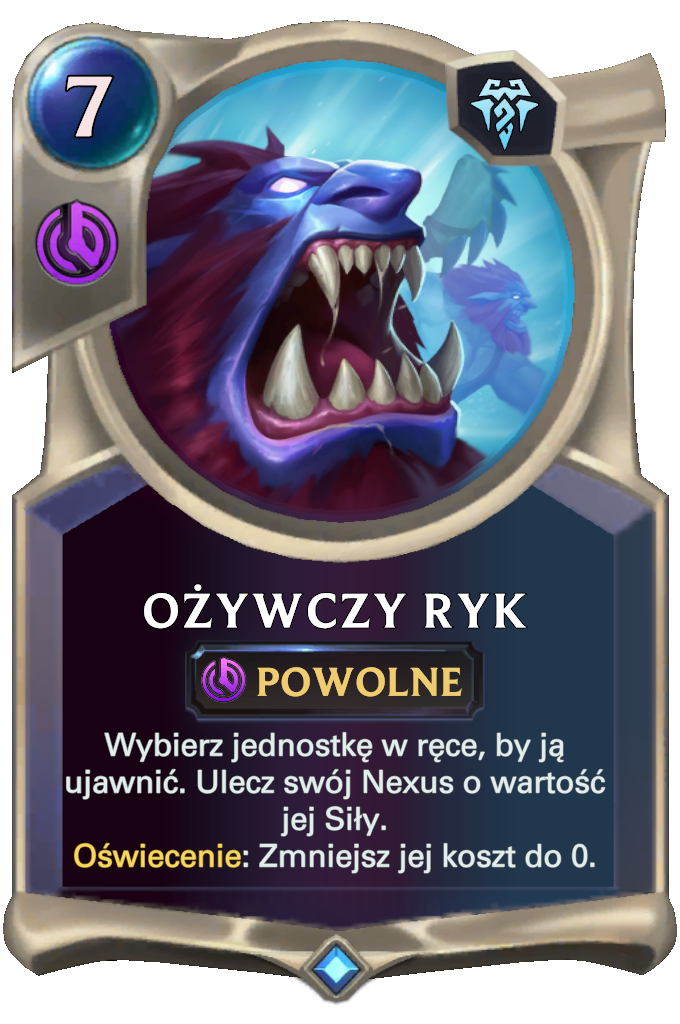 7
OŻYWCZY RYK
POWOLNE
Wybierz jednostkę w ręce, by ją
ujawnić. Ulecz swój Nexus o wartość
jej Siły.
Oświecenie: Zmniejsz jej koszt do 0.